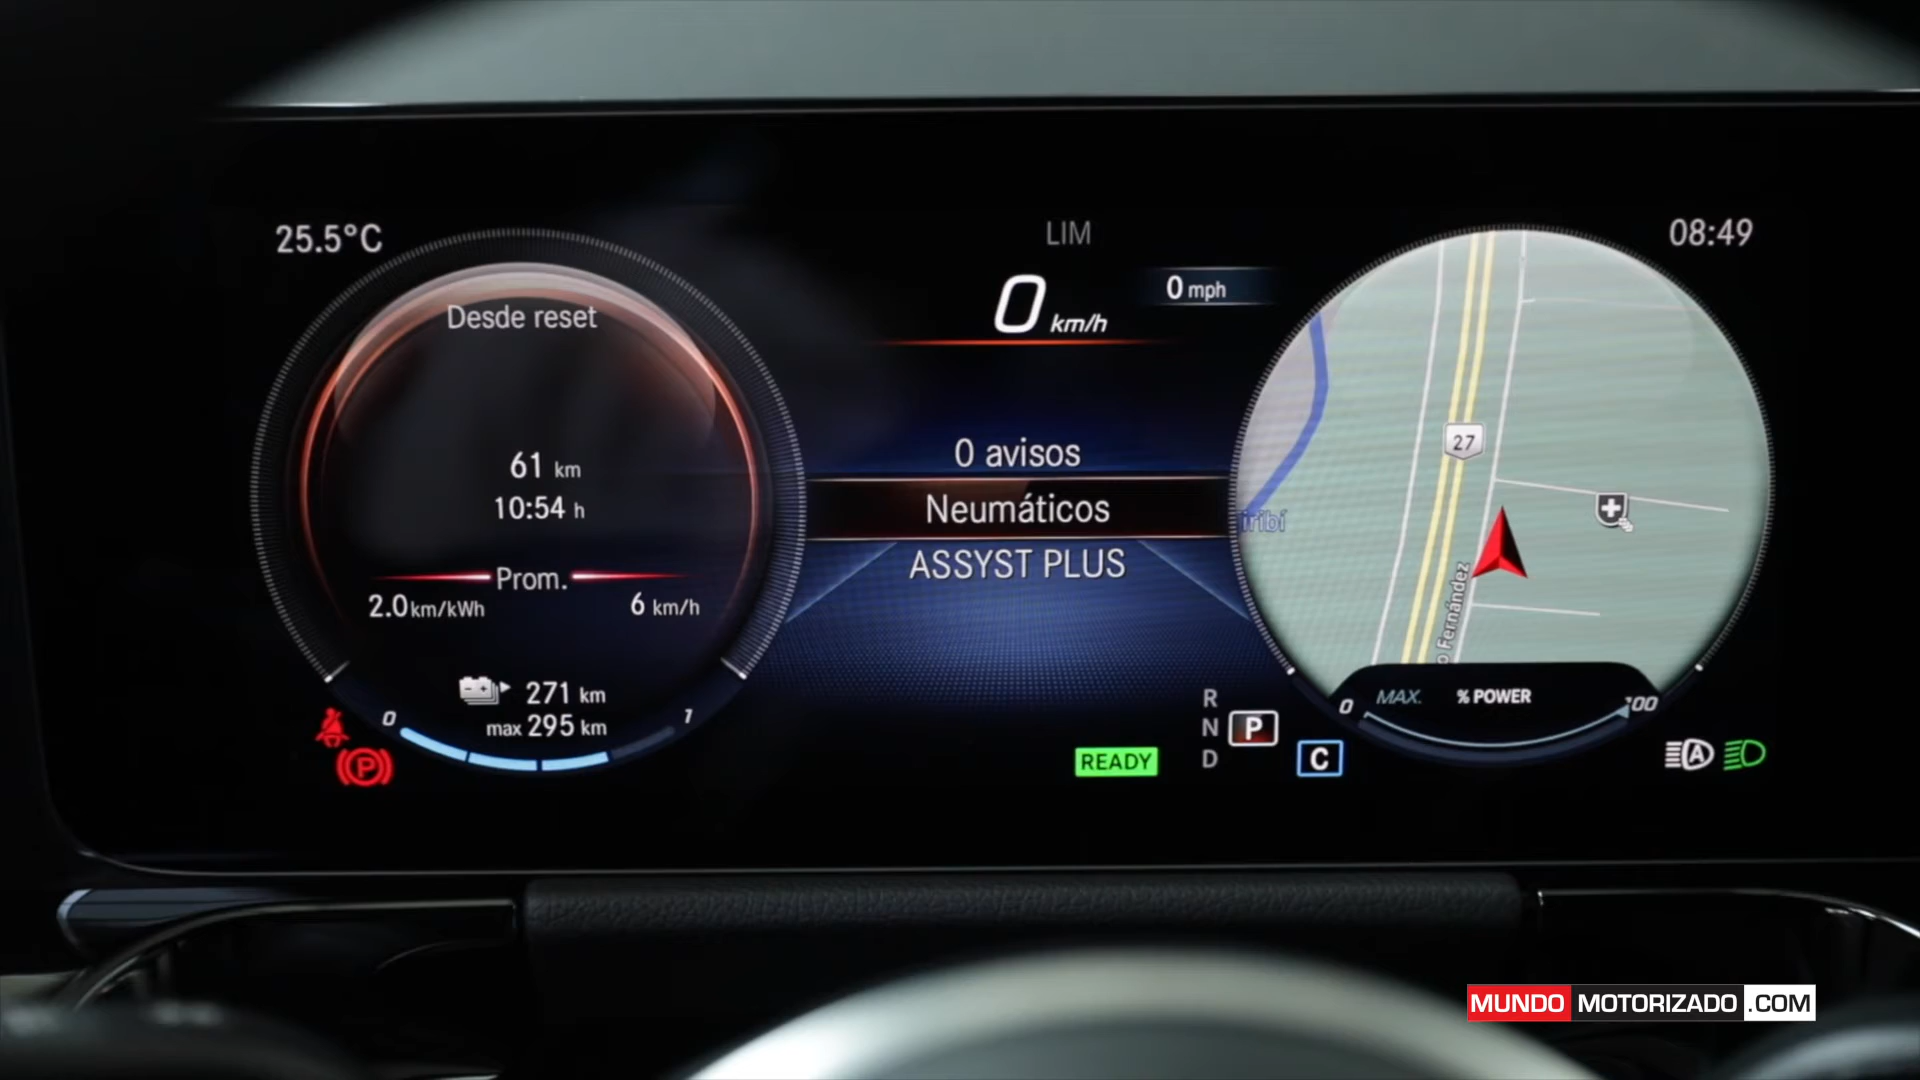 25.5°C
LIM
08:49
0 km/h
0 mph
Desde reset
61 km
10:54 h
Prom.
2.0km/kWh
6 km/h
271 km
max 295 km
0
1
P
0 avisos
Neumáticos
ASSYST PLUS
READY
R
N
P
D
C
27
Fernández
0
MAX.
% POWER
100
A
MUNDO MOTORIZADO .COM